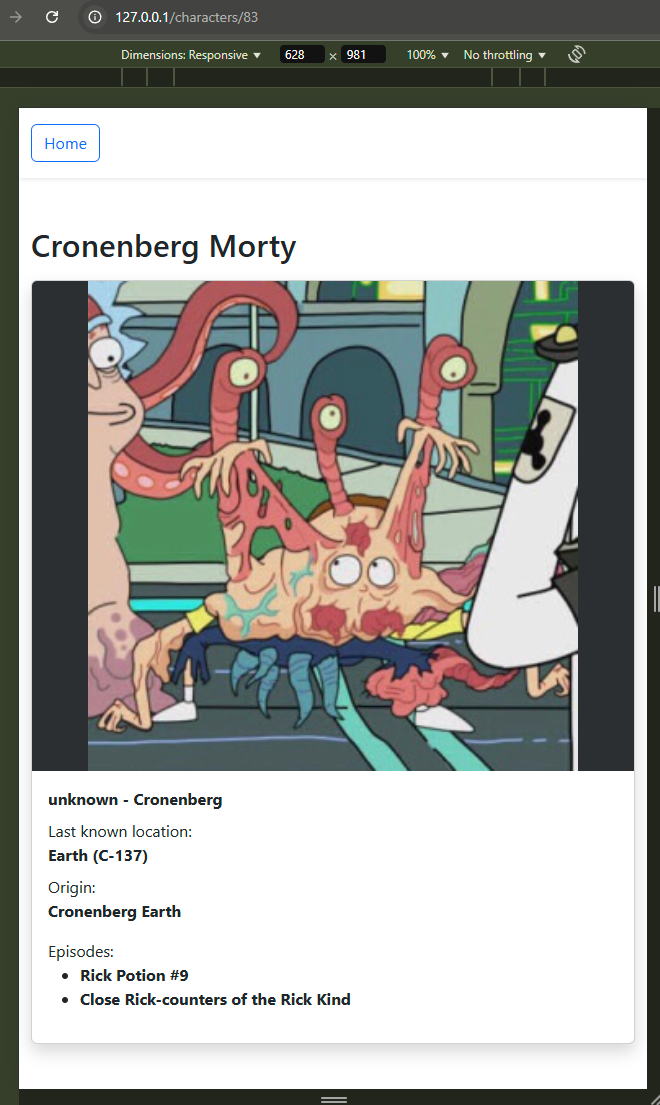 127.0.0.1/characters/83
Dimensions: Responsive 628 × 981 100% No throttling
Home
Cronenberg Morty
unknown - Cronenberg
Last known location:
Earth (C-137)
Origin:
Cronenberg Earth
Episodes:
Rick Potion #9
Close Rick-counters of the Rick Kind